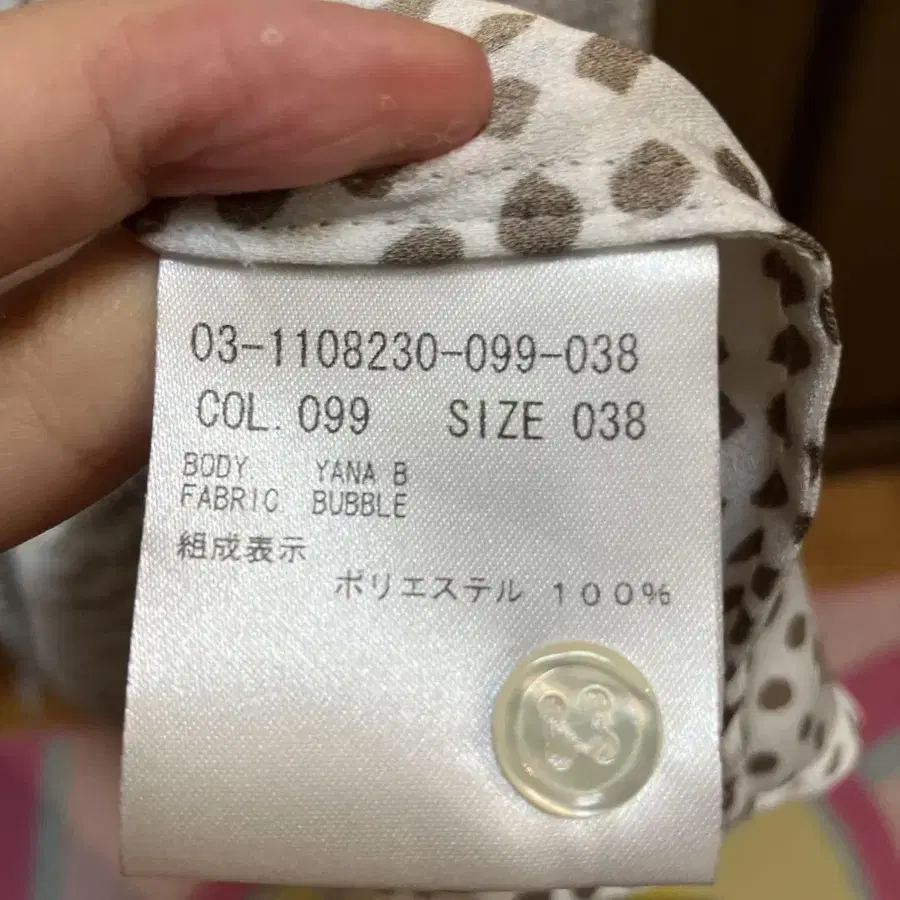 03-1108230-099-038
COL. 099 SIZE 038
BODY YANA B
FABRIC BUBBLE
組成表示
ポリエステル 100%